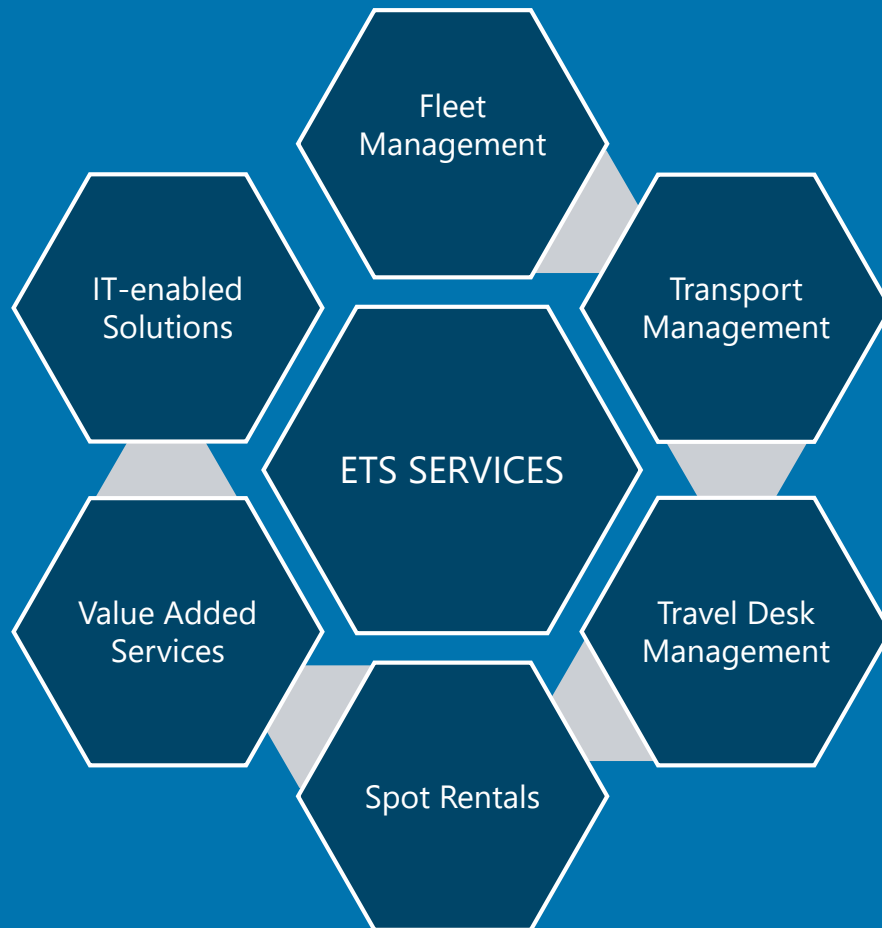 Fleet
Management
IT-enabled
Solutions
Transport
Management
ETS SERVICES
Value Added
Services
Travel Desk
Management
Spot Rentals